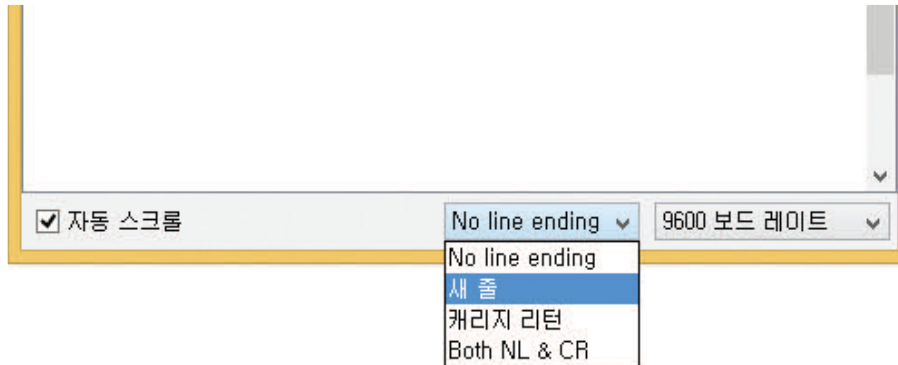 자동 스크롤 No line ending 9600 보드 레이트
No line ending
새 줄
캐리지 리턴
Both NL & CR